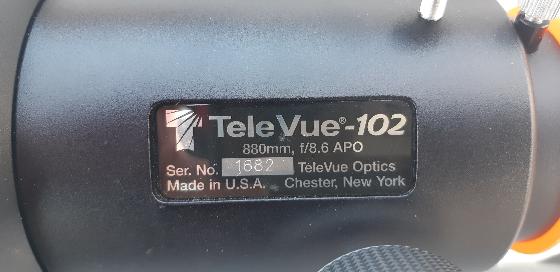 TeleVue®-102
880mm, f/8.6 APO
Ser. No. 1682 TeleVue Optics
Made in U.S.A. Chester, New York